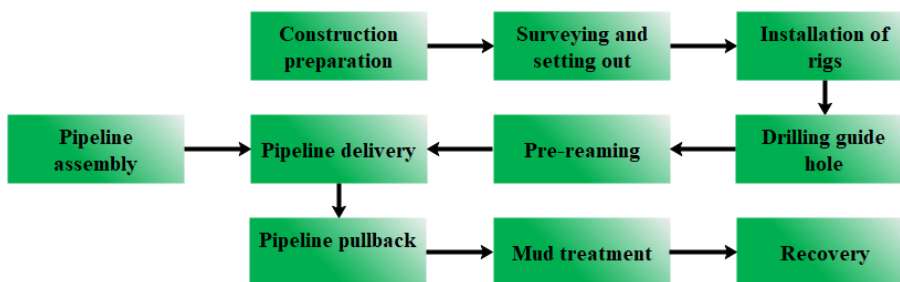 Construction
preparation
Surveying and
setting out
Installation of
rigs
Pipeline
assembly
Pipeline delivery
Pre-reaming
Drilling guide
hole
Pipeline pullback
Mud treatment
Recovery